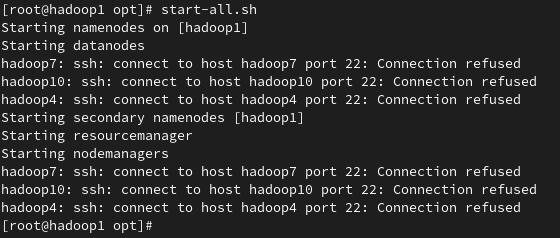 [root@hadoop1 opt]# start-all.sh
Starting namenodes on [hadoop1]
Starting datanodes
hadoop7: ssh: connect to host hadoop7 port 22: Connection refused
hadoop10: ssh: connect to host hadoop10 port 22: Connection refused
hadoop4: ssh: connect to host hadoop4 port 22: Connection refused
Starting secondary namenodes [hadoop1]
Starting resourcemanager
Starting nodemanagers
hadoop7: ssh: connect to host hadoop7 port 22: Connection refused
hadoop10: ssh: connect to host hadoop10 port 22: Connection refused
hadoop4: ssh: connect to host hadoop4 port 22: Connection refused
[root@hadoop1 opt]#